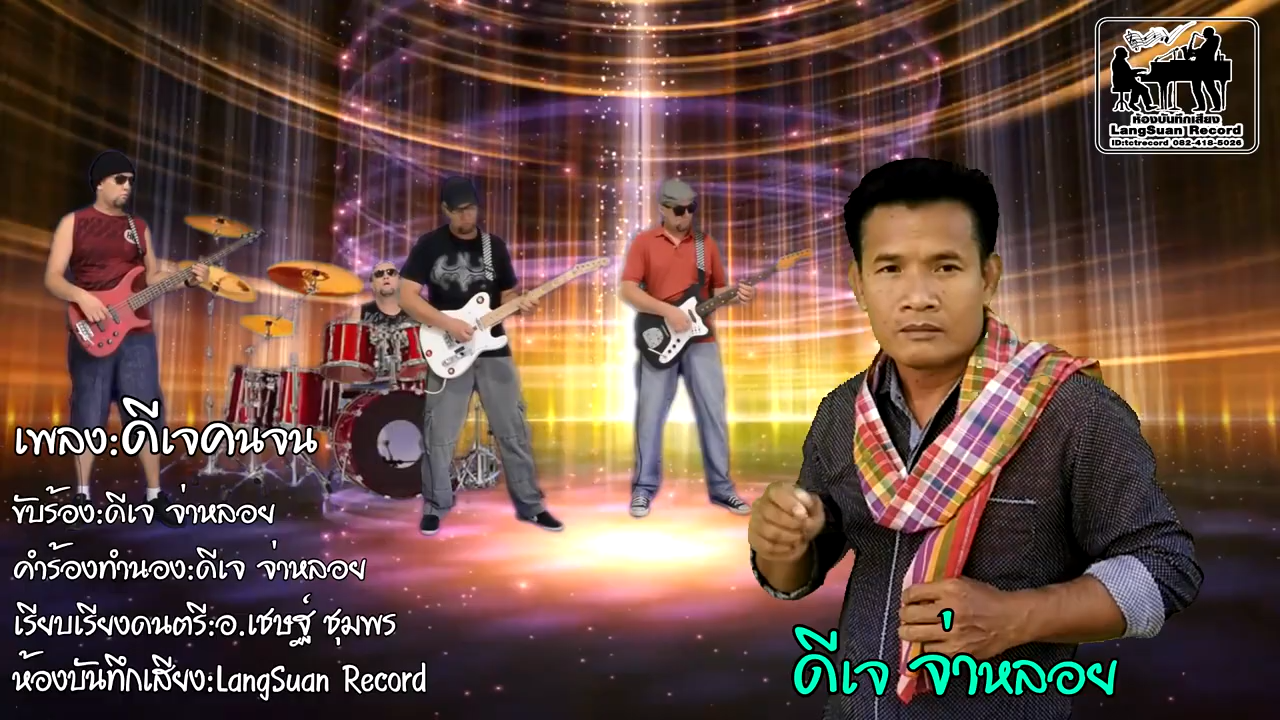 ห้องบันทึกเสียง
LangSuan Record
ID:tctrecord 082-418-5026
เพลง:ดีเจคนจน
ขับร้อง:ดีเจ จ่าหลอย
คำร้องทำนอง:ดีเจ จ่าหลอย
เรียบเรียงดนตรี:อ.เชษฐ์ ชุมพร
ห้องบันทึกเสียง:LangSuan Record
ดีเจ จ่าหลอย